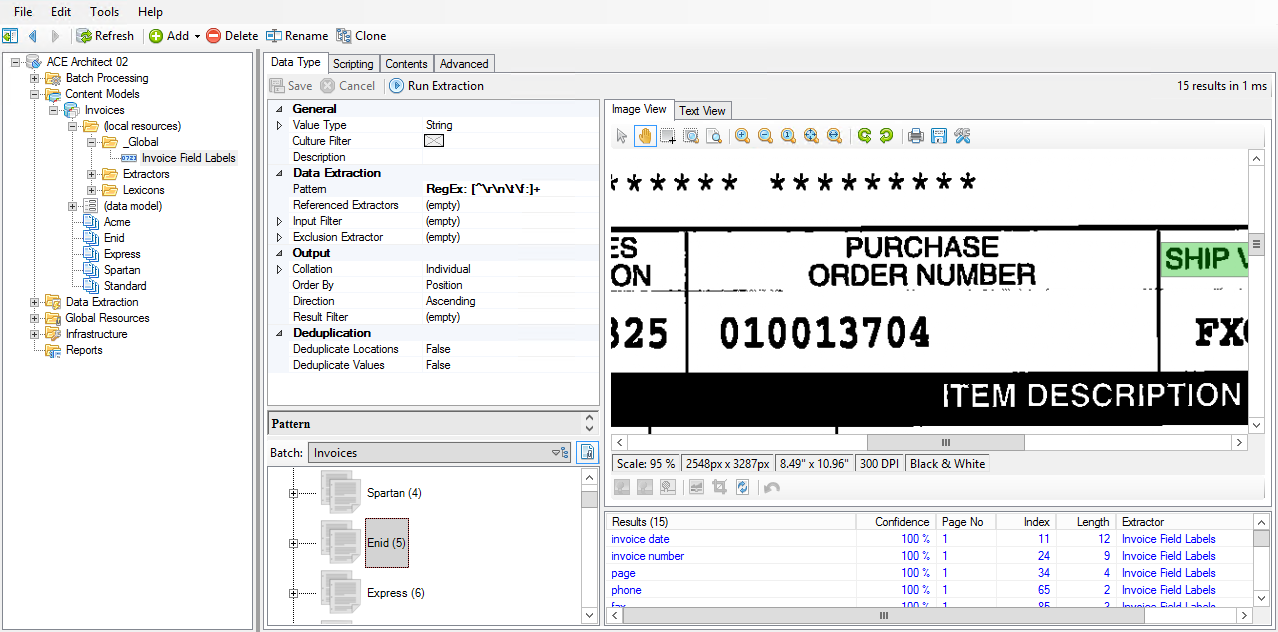 File Edit Tools Help
Refresh Add Delete Rename Clone
ACE Architect 02
Batch Processing
Content Models
Invoices
(local resources)
_Global
Invoice Field Labels
Extractors
Lexicons
(data model)
Acme
Enid
Express
Spartan
Standard
Data Extraction
Global Resources
Infrastructure
Reports
Data Type Scripting Contents Advanced
Save Cancel Run Extraction 15 results in 1 ms
General
Value Type String
Culture Filter
Description
Data Extraction
Pattern RegEx: [^\r\n\t\f:]+
Referenced Extractors (empty)
Input Filter (empty)
Exclusion Extractor (empty)
Output
Collation Individual
Order By Position
Direction Ascending
Result Filter (empty)
Deduplication
Deduplicate Locations False
Deduplicate Values False
Pattern
Batch: Invoices
Spartan (4)
Enid (5)
Express (6)
Image View Text View
****** *********
ES
ON
PURCHASE
ORDER NUMBER
SHIP V
325 010013704 FX
ITEM DESCRIPTION
Scale: 95 % 2548px x 3287px 8.49" x 10.96" 300 DPI Black & White
Results (15) Confidence Page No Index Length Extractor
invoice date 100 % 1 11 12 Invoice Field Labels
invoice number 100 % 1 24 9 Invoice Field Labels
page 100 % 1 34 4 Invoice Field Labels
phone 100 % 1 65 2 Invoice Field Labels
fax 100 % 1 85 2 Invoice Field Labels